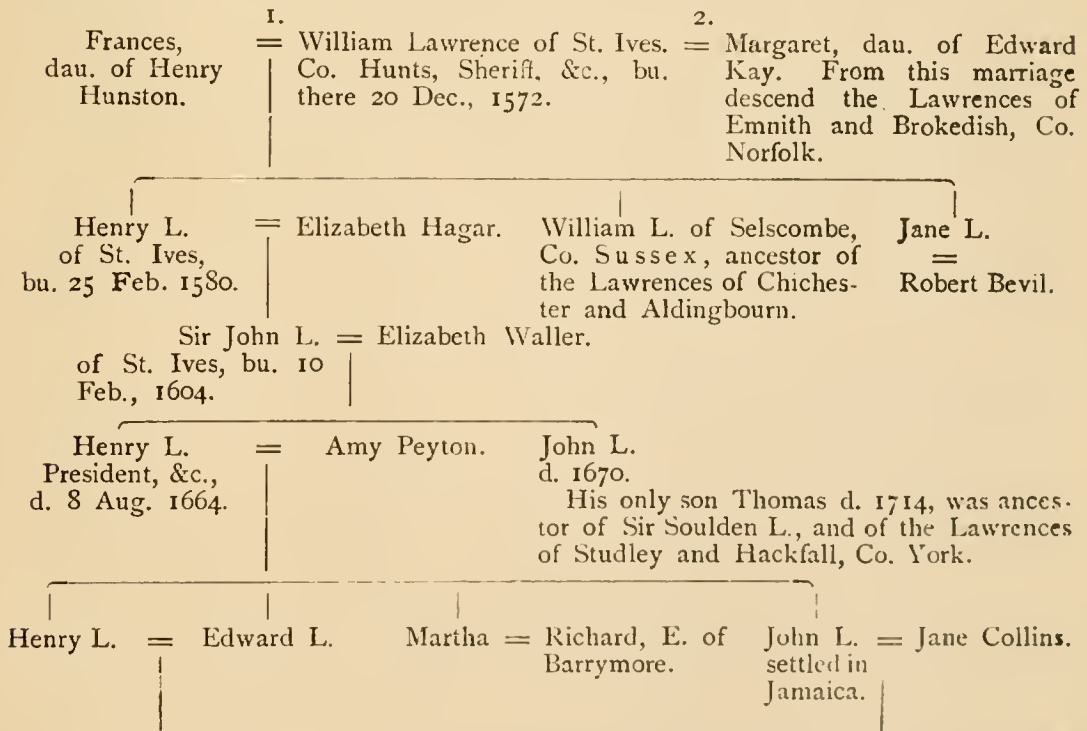 1. 2.
Frances,
dau. of Henry
Hunston.
= William Lawrence of St. Ives.
Co. Hunts, Sheriff, &c., bu.
there 20 Dec., 1572.
= Margaret, dau. of Edward
Kay. From this marriage
descend the Lawrences of
Emnith and Brokedish, Co.
Norfolk.
Henry L.
of St. Ives,
bu. 25 Feb. 1580.
= Elizabeth Hagar.
William L. of Selscombe,
Co. Sussex, ancestor of
the Lawrences of Chiches-
ter and Aldingbourn.
Jane L.
=
Robert Bevil.
Sir John L. = Elizabeth Waller.
of St. Ives, bu. 10
Feb., 1604.
Henry L. = Amy Peyton.
President, &c.,
d. 8 Aug. 1664.
John L.
d. 1670.
His only son Thomas d. 1714, was ances-
tor of Sir Soulden L., and of the Lawrences
of Studley and Hackfall, Co. York.
Henry L. = Edward L.
Martha = Richard, E. of
Barrymore.
John L. = Jane Collins.
settled in
Jamaica.